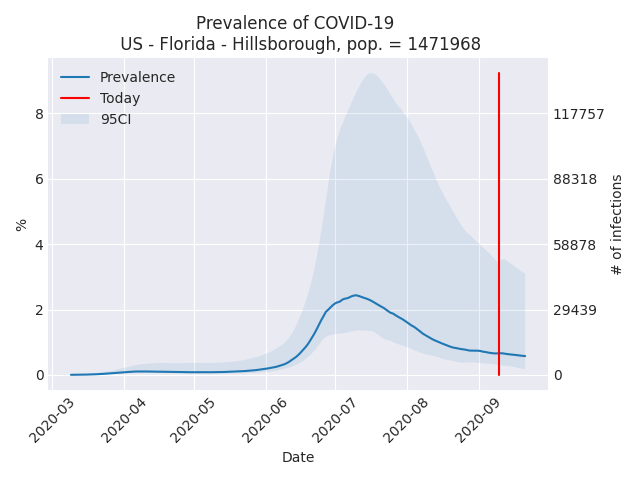 Prevalence of COVID-19
US - Florida - Hillsborough, pop. = 1471968
Prevalence
Today
95CI
8
6
4
2
0
%
117757
88318
58878
29439
0
# of infections
2020-03
2020-04
2020-05
2020-06
2020-07
2020-08
2020-09
Date